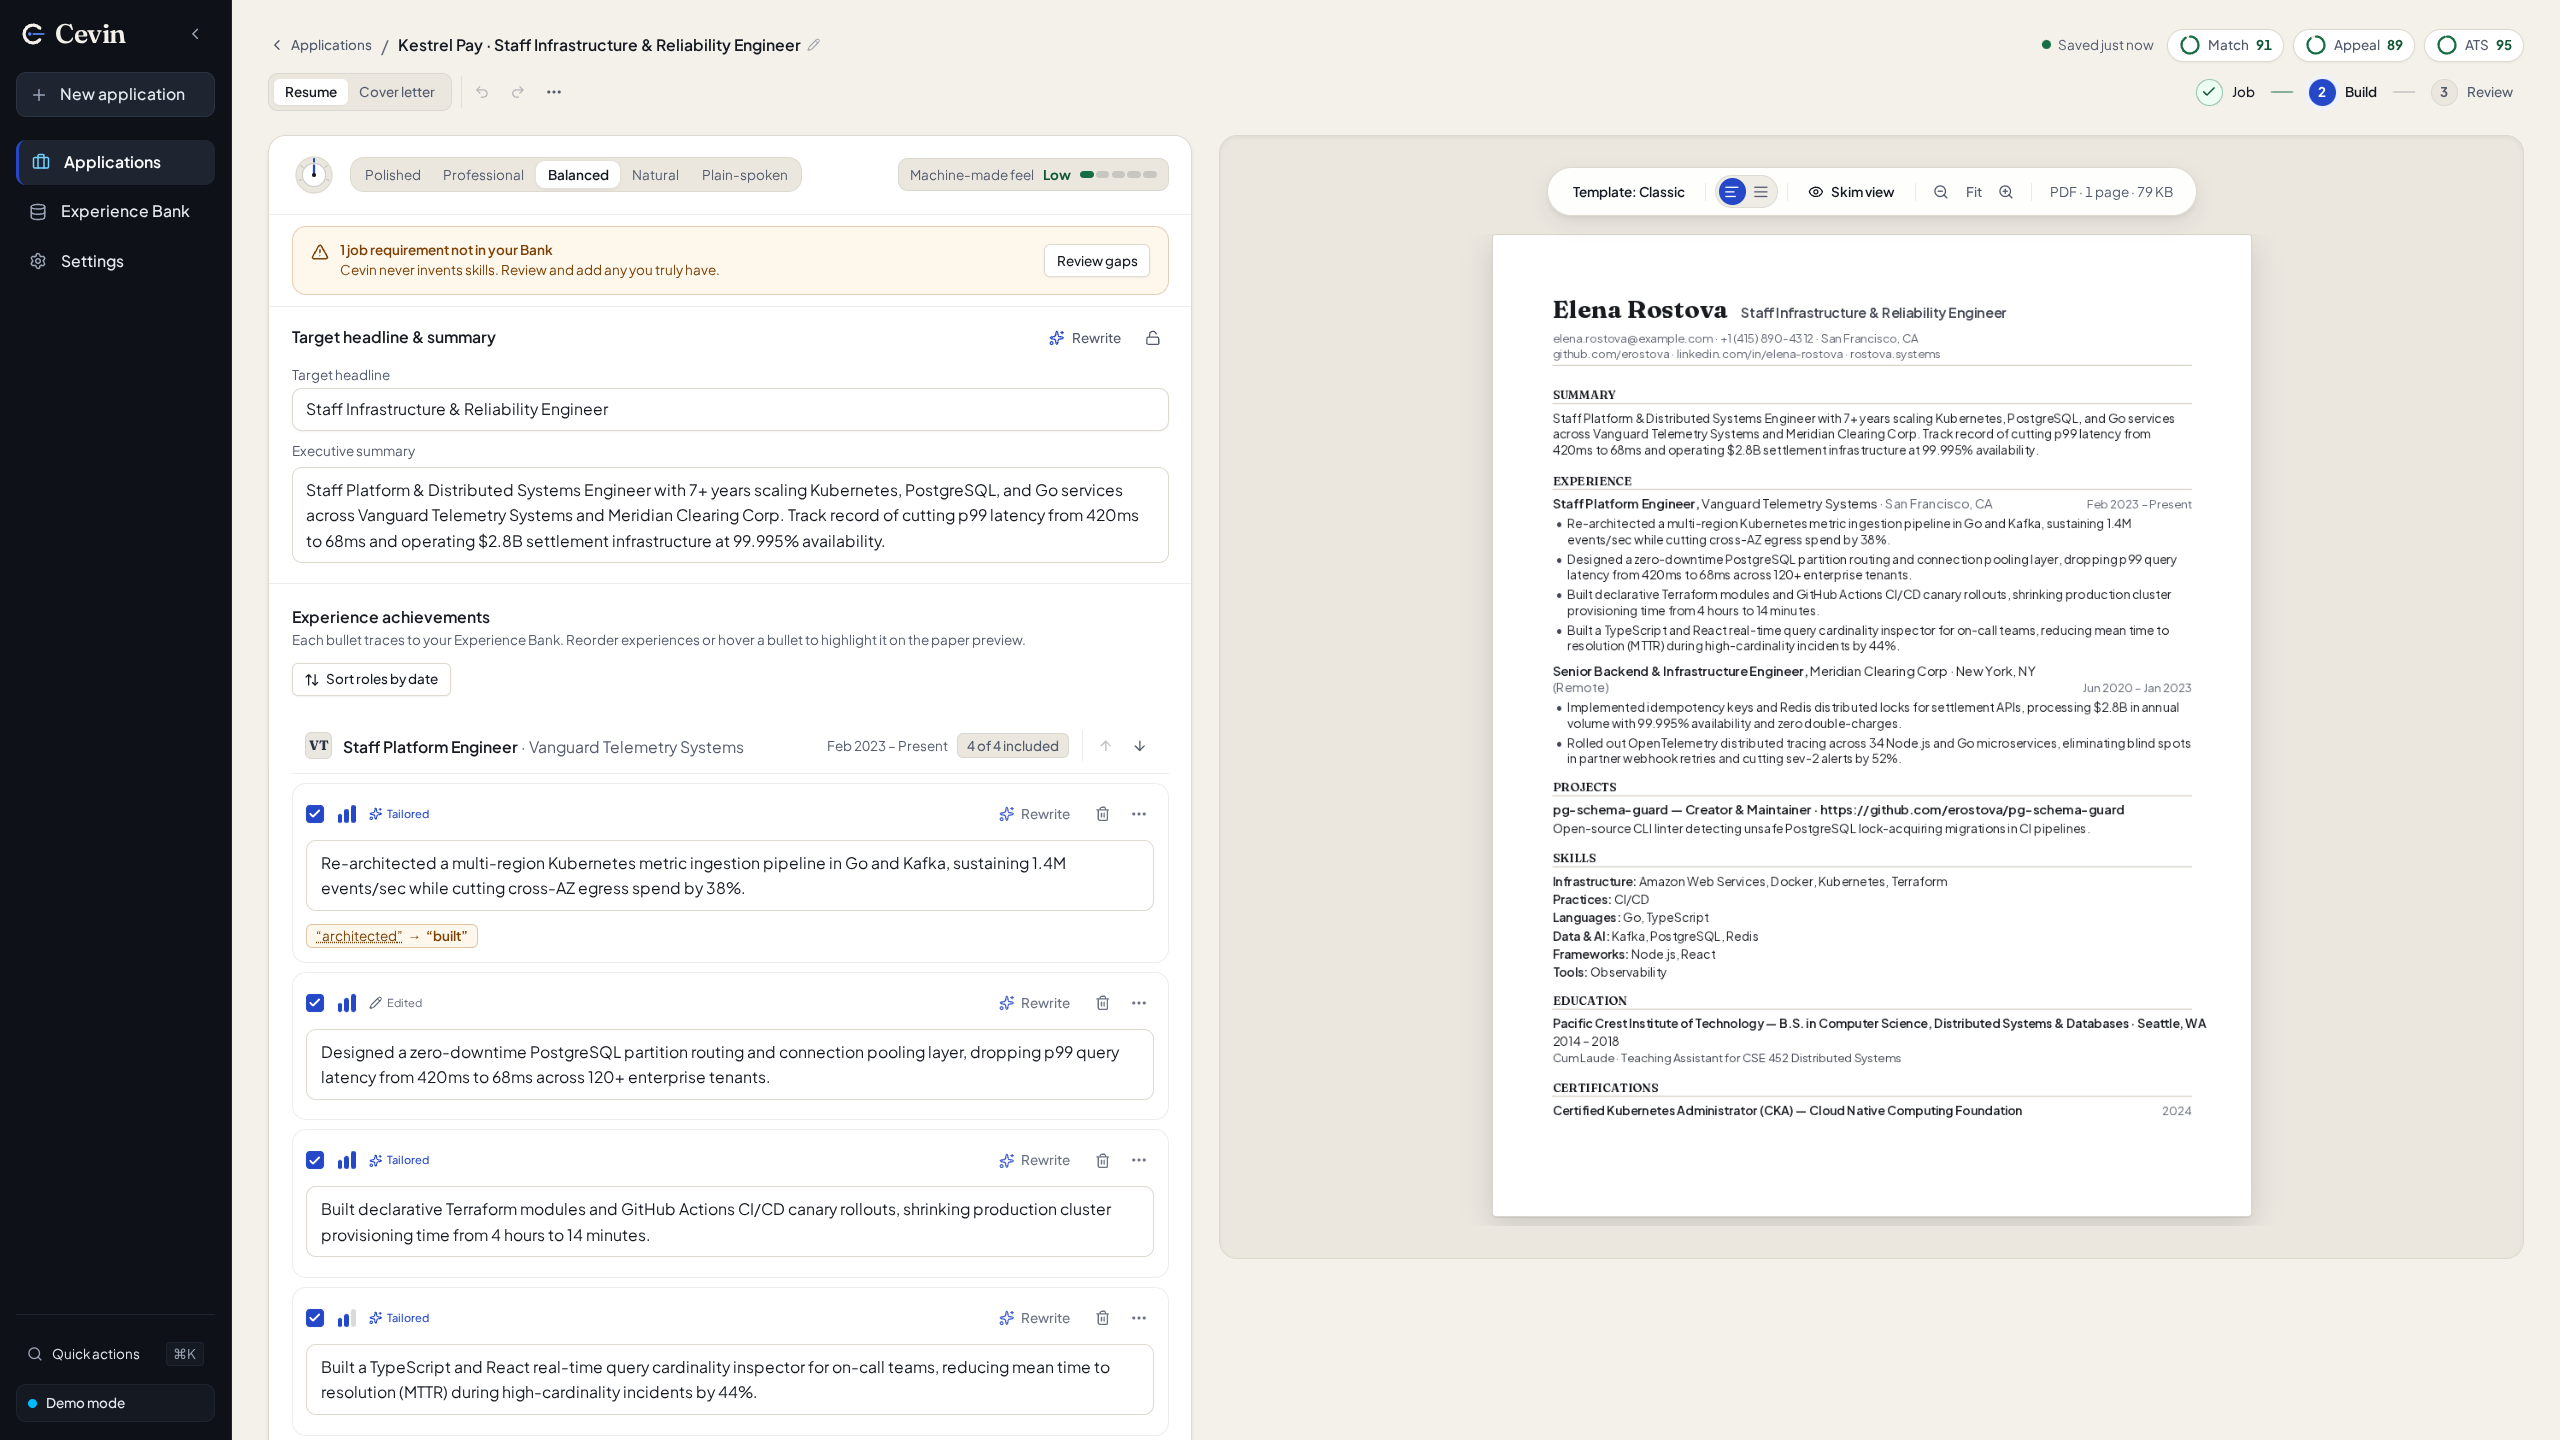 Cevin
New application
Applications
Experience Bank
Settings
Quick actions ⌘K
Demo mode
Applications / Kestrel Pay · Staff Infrastructure & Reliability Engineer
Saved just now
Match 91
Appeal 89
ATS 95
Resume
Cover letter
Job
2 Build
3 Review
Polished
Professional
Balanced
Natural
Plain-spoken
Machine-made feel Low
1 job requirement not in your Bank
Cevin never invents skills. Review and add any you truly have.
Review gaps
Target headline & summary
Rewrite
Target headline
Staff Infrastructure & Reliability Engineer
Executive summary
Staff Platform & Distributed Systems Engineer with 7+ years scaling Kubernetes, PostgreSQL, and Go services
across Vanguard Telemetry Systems and Meridian Clearing Corp. Track record of cutting p99 latency from 420ms
to 68ms and operating $2.8B settlement infrastructure at 99.995% availability.
Experience achievements
Each bullet traces to your Experience Bank. Reorder experiences or hover a bullet to highlight it on the paper preview.
Sort roles by date
VT Staff Platform Engineer · Vanguard Telemetry Systems
Feb 2023 – Present
4 of 4 included
Tailored
Rewrite
Re-architected a multi-region Kubernetes metric ingestion pipeline in Go and Kafka, sustaining 1.4M
events/sec while cutting cross-AZ egress spend by 38%.
“architected” → “built”
Edited
Rewrite
Designed a zero-downtime PostgreSQL partition routing and connection pooling layer, dropping p99 query
latency from 420ms to 68ms across 120+ enterprise tenants.
Tailored
Rewrite
Built declarative Terraform modules and GitHub Actions CI/CD canary rollouts, shrinking production cluster
provisioning time from 4 hours to 14 minutes.
Tailored
Rewrite
Built a TypeScript and React real-time query cardinality inspector for on-call teams, reducing mean time to
resolution (MTTR) during high-cardinality incidents by 44%.
Template: Classic
Skim view
Fit
PDF · 1 page · 79 KB
Elena Rostova Staff Infrastructure & Reliability Engineer
elena.rostova@example.com · +1 (415) 890-4312 · San Francisco, CA
github.com/erostova · linkedin.com/in/elena-rostova · rostova.systems
SUMMARY
Staff Platform & Distributed Systems Engineer with 7+ years scaling Kubernetes, PostgreSQL, and Go services
across Vanguard Telemetry Systems and Meridian Clearing Corp. Track record of cutting p99 latency from
420ms to 68ms and operating $2.8B settlement infrastructure at 99.995% availability.
EXPERIENCE
Staff Platform Engineer, Vanguard Telemetry Systems · San Francisco, CA Feb 2023 – Present
• Re-architected a multi-region Kubernetes metric ingestion pipeline in Go and Kafka, sustaining 1.4M
events/sec while cutting cross-AZ egress spend by 38%.
• Designed a zero-downtime PostgreSQL partition routing and connection pooling layer, dropping p99 query
latency from 420ms to 68ms across 120+ enterprise tenants.
• Built declarative Terraform modules and GitHub Actions CI/CD canary rollouts, shrinking production cluster
provisioning time from 4 hours to 14 minutes.
• Built a TypeScript and React real-time query cardinality inspector for on-call teams, reducing mean time to
resolution (MTTR) during high-cardinality incidents by 44%.
Senior Backend & Infrastructure Engineer, Meridian Clearing Corp · New York, NY
(Remote) Jun 2020 – Jan 2023
• Implemented idempotency keys and Redis distributed locks for settlement APIs, processing $2.8B in annual
volume with 99.995% availability and zero double-charges.
• Rolled out OpenTelemetry distributed tracing across 34 Node.js and Go microservices, eliminating blind spots
in partner webhook retries and cutting sev-2 alerts by 52%.
PROJECTS
pg-schema-guard — Creator & Maintainer · https://github.com/erostova/pg-schema-guard
Open-source CLI linter detecting unsafe PostgreSQL lock-acquiring migrations in CI pipelines.
SKILLS
Infrastructure: Amazon Web Services, Docker, Kubernetes, Terraform
Practices: CI/CD
Languages: Go, TypeScript
Data & AI: Kafka, PostgreSQL, Redis
Frameworks: Node.js, React
Tools: Observability
EDUCATION
Pacific Crest Institute of Technology — B.S. in Computer Science, Distributed Systems & Databases · Seattle, WA
2014 – 2018
Cum Laude · Teaching Assistant for CSE 452 Distributed Systems
CERTIFICATIONS
Certified Kubernetes Administrator (CKA) — Cloud Native Computing Foundation 2024